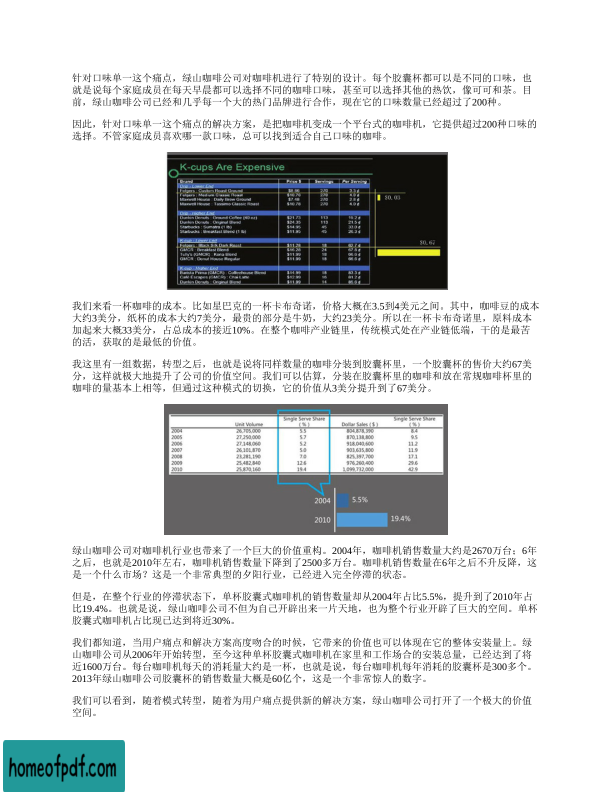 针对口味单一这个痛点，绿山咖啡公司对咖啡机进行了特别的设计。每个胶囊杯都可以是不同的口味，也
就是说每个家庭成员在每天早晨都可以选择不同的咖啡口味，甚至可以选择其他的热饮，像可可和茶。目
前，绿山咖啡公司已经和几乎每一个大的热门品牌进行合作，现在它的口味数量已经超过了200种。
因此，针对口味单一这个痛点的解决方案，是把咖啡机变成一个平台式的咖啡机，它提供超过200种口味的
选择。不管家庭成员喜欢哪一款口味，总可以找到适合自己口味的咖啡。
K-cups Are Expensive
Brand Price $ Servings Per Serving
$0, 03
$0, 67
我们来看一杯咖啡的成本。比如星巴克的一杯卡布奇诺，价格大概在3.5到4美元之间。其中，咖啡豆的成本
大约3美分，纸杯的成本大约7美分，最贵的部分是牛奶，大约23美分。所以在一杯卡布奇诺里，原料成本
加起来大概33美分，占总成本的接近10%。在整个咖啡产业链里，传统模式处在产业链低端，干的是最苦
的活，获取的是最低的价值。
我这里有一组数据，转型之后，也就是说将同样数量的咖啡分装到胶囊杯里，一个胶囊杯的售价大约67美
分，这样就极大地提升了公司的价值空间。我们可以估算，分装在胶囊杯里的咖啡和放在常规咖啡杯里的
咖啡的量基本上相等，但通过这种模式的切换，它的价值从3美分提升到了67美分。
Single Serve Share Single Serve Share
Unit Volume ( % ) Dollar Sales ( $ ) ( % )
2004 26,705,000 5.5 804,878,390 8.4
2005 27,250,000 5.7 870,138,800 9.5
2006 27,148,060 5.2 918,040,600 11.2
2007 26,101,870 5.0 903,635,800 11.9
2008 23,281,190 7.0 825,397,700 17.1
2009 25,482,840 12.6 976,260,400 29.6
2010 25,870,160 19.4 1,099,732,000 42.9
2004 5.5%
2010 19.4%
绿山咖啡公司对咖啡机行业也带来了一个巨大的价值重构。2004年，咖啡机销售数量大约是2670万台；6年
之后，也就是2010年左右，咖啡机销售数量下降到了2500多万台。咖啡机销售数量在6年之后不升反降，这
是一个什么市场？这是一个非常典型的夕阳行业，已经进入完全停滞的状态。
但是，在整个行业的停滞状态下，单杯胶囊式咖啡机的销售数量却从2004年占比5.5%，提升到了2010年占
比19.4%。也就是说，绿山咖啡公司不但为自己开辟出来一片天地，也为整个行业开辟了巨大的空间。单杯
胶囊式咖啡机占比现已达到将近30%。
我们都知道，当用户痛点和解决方案高度吻合的时候，它带来的价值也可以体现在它的整体安装量上。绿
山咖啡公司从2006年开始转型，至今这种单杯胶囊式咖啡机在家里和工作场合的安装总量，已经达到了将
近1600万台。每台咖啡机每天的消耗量大约是一杯，也就是说，每台咖啡机每年消耗的胶囊杯是300多个。
2013年绿山咖啡公司胶囊杯的销售数量大概是60亿个，这是一个非常惊人的数字。
我们可以看到，随着模式转型，随着为用户痛点提供新的解决方案，绿山咖啡公司打开了一个极大的价值
空间。
homeofpdf.com